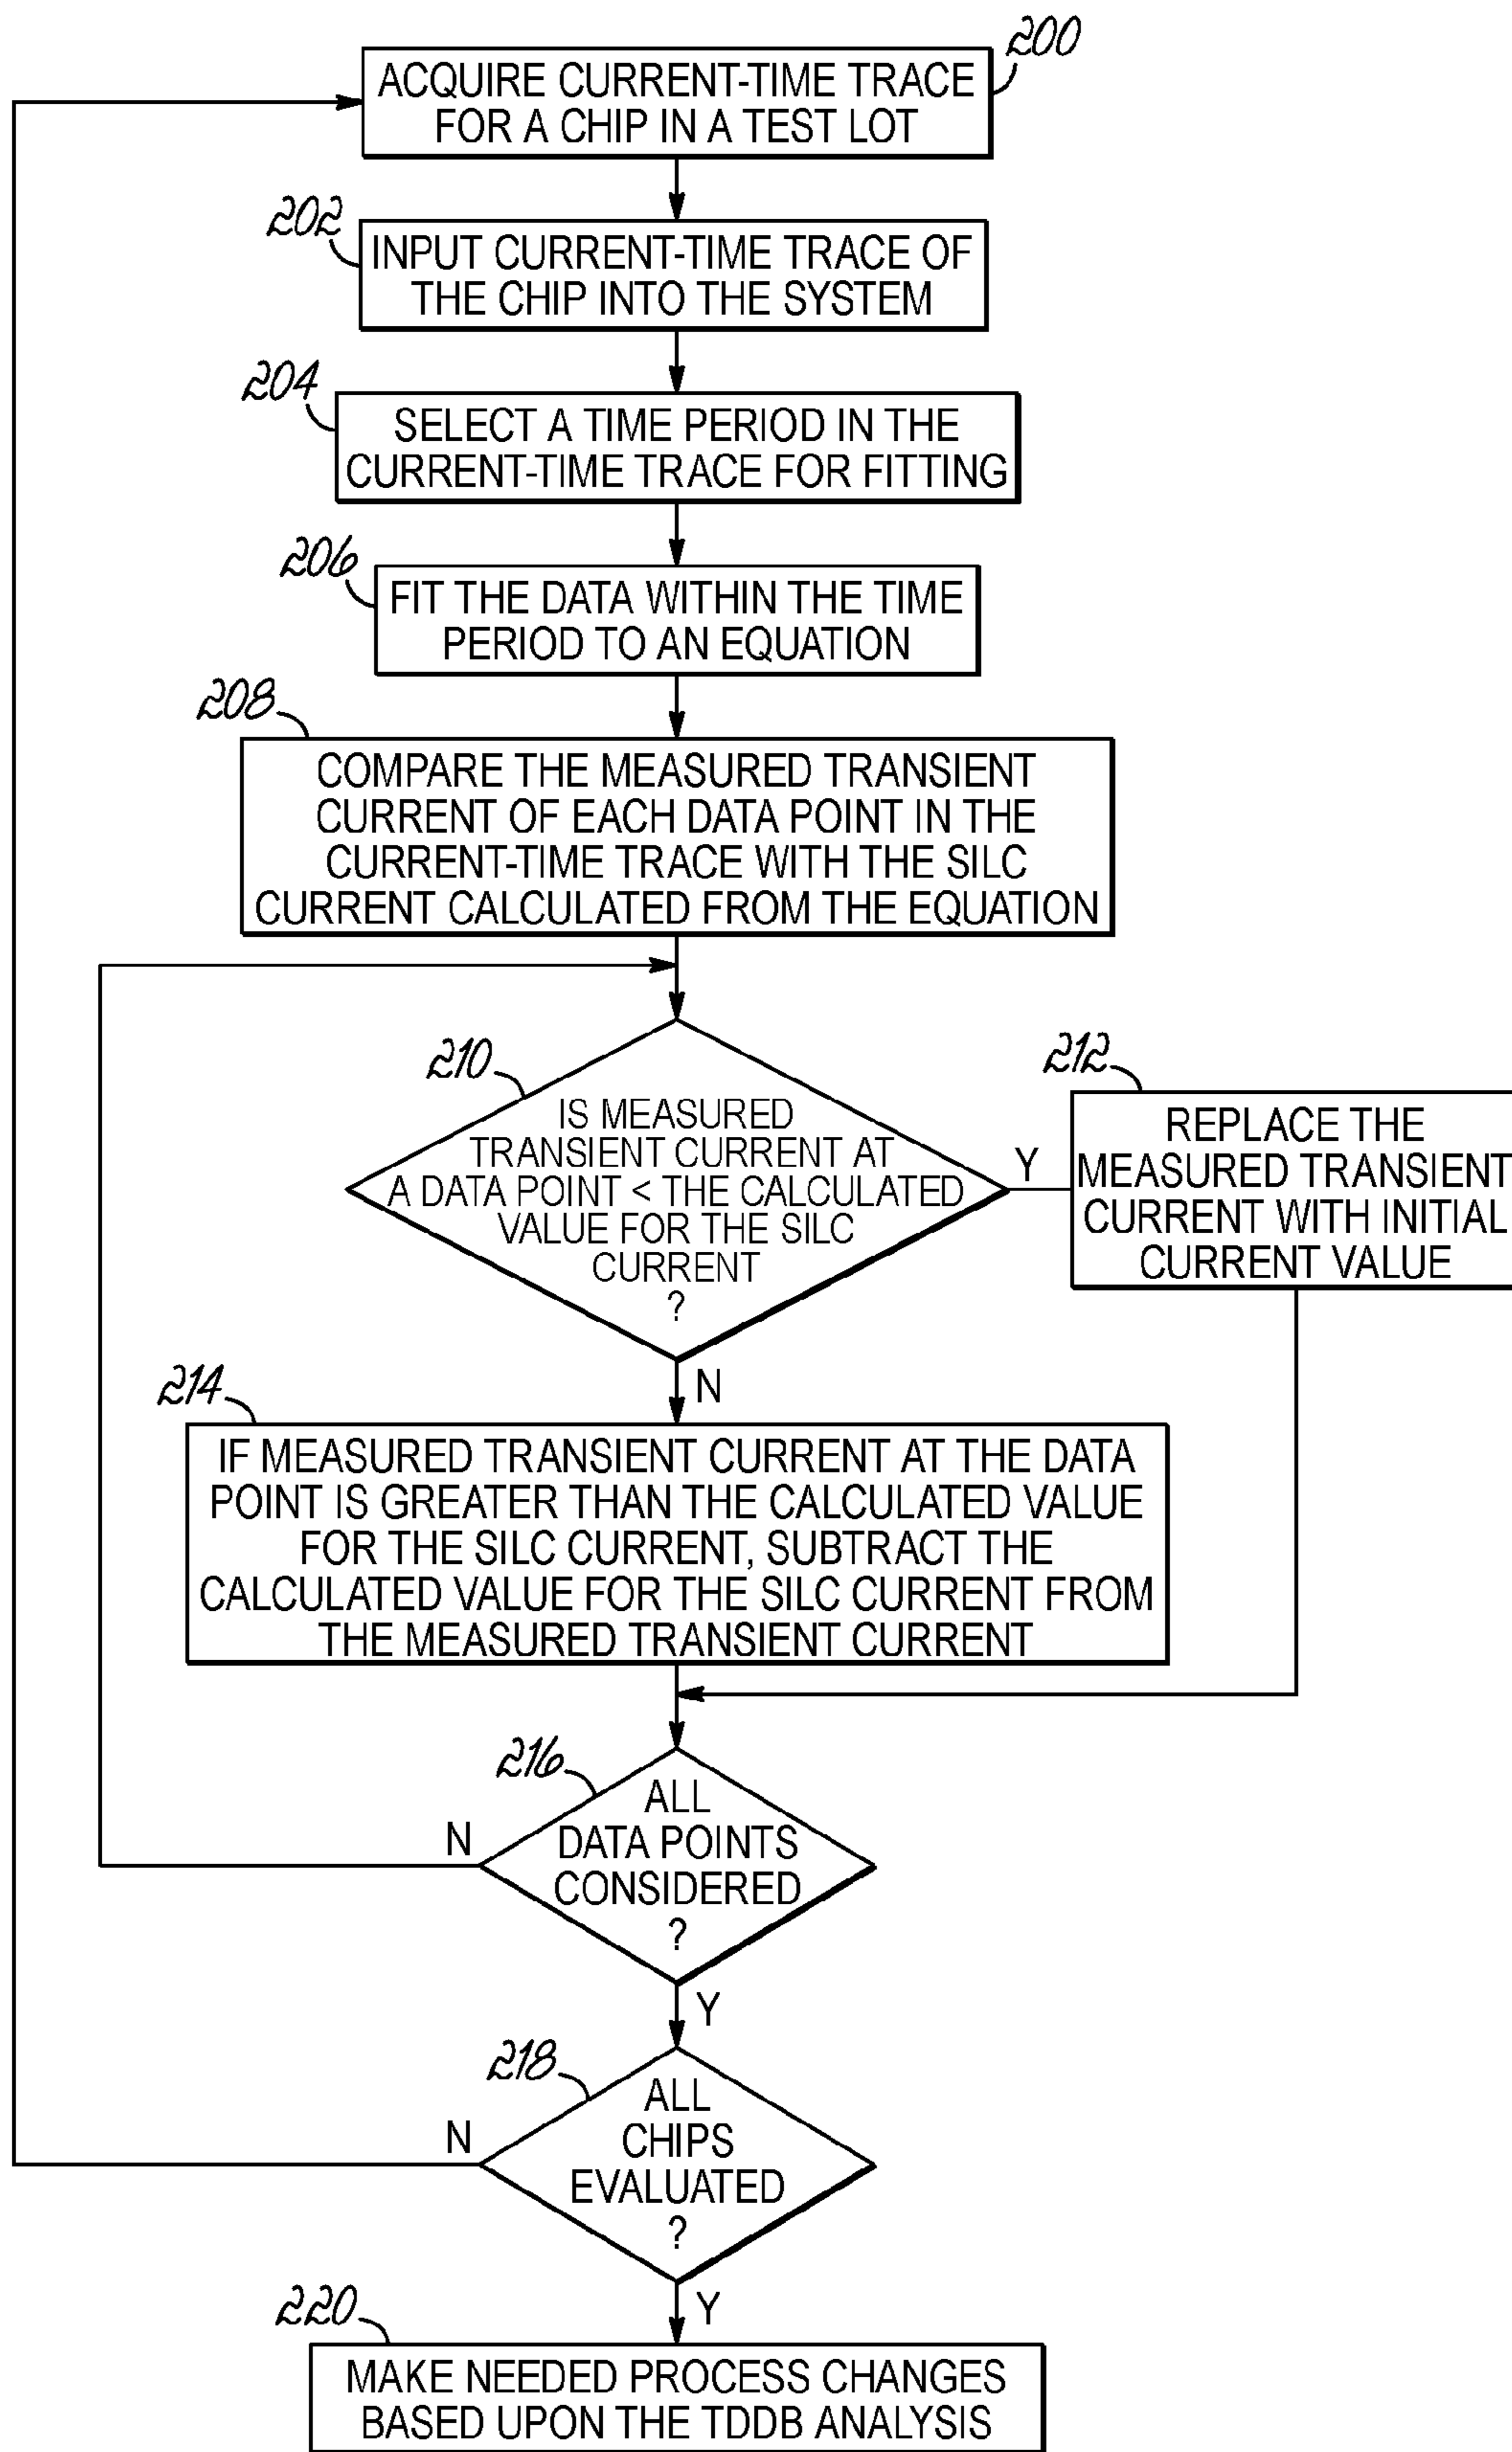 200
ACQUIRE CURRENT-TIME TRACE
FOR A CHIP IN A TEST LOT
202
INPUT CURRENT-TIME TRACE OF
THE CHIP INTO THE SYSTEM
204
SELECT A TIME PERIOD IN THE
CURRENT-TIME TRACE FOR FITTING
206
FIT THE DATA WITHIN THE TIME
PERIOD TO AN EQUATION
208
COMPARE THE MEASURED TRANSIENT
CURRENT OF EACH DATA POINT IN THE
CURRENT-TIME TRACE WITH THE SILC
CURRENT CALCULATED FROM THE EQUATION
210
IS MEASURED
TRANSIENT CURRENT AT
A DATA POINT < THE CALCULATED
VALUE FOR THE SILC
CURRENT
?
Y
212
REPLACE THE
MEASURED TRANSIENT
CURRENT WITH INITIAL
CURRENT VALUE
N
214
IF MEASURED TRANSIENT CURRENT AT THE DATA
POINT IS GREATER THAN THE CALCULATED VALUE
FOR THE SILC CURRENT, SUBTRACT THE
CALCULATED VALUE FOR THE SILC CURRENT FROM
THE MEASURED TRANSIENT CURRENT
216
ALL
DATA POINTS
CONSIDERED
?
N
Y
218
ALL
CHIPS
EVALUATED
?
N
Y
220
MAKE NEEDED PROCESS CHANGES
BASED UPON THE TDDB ANALYSIS